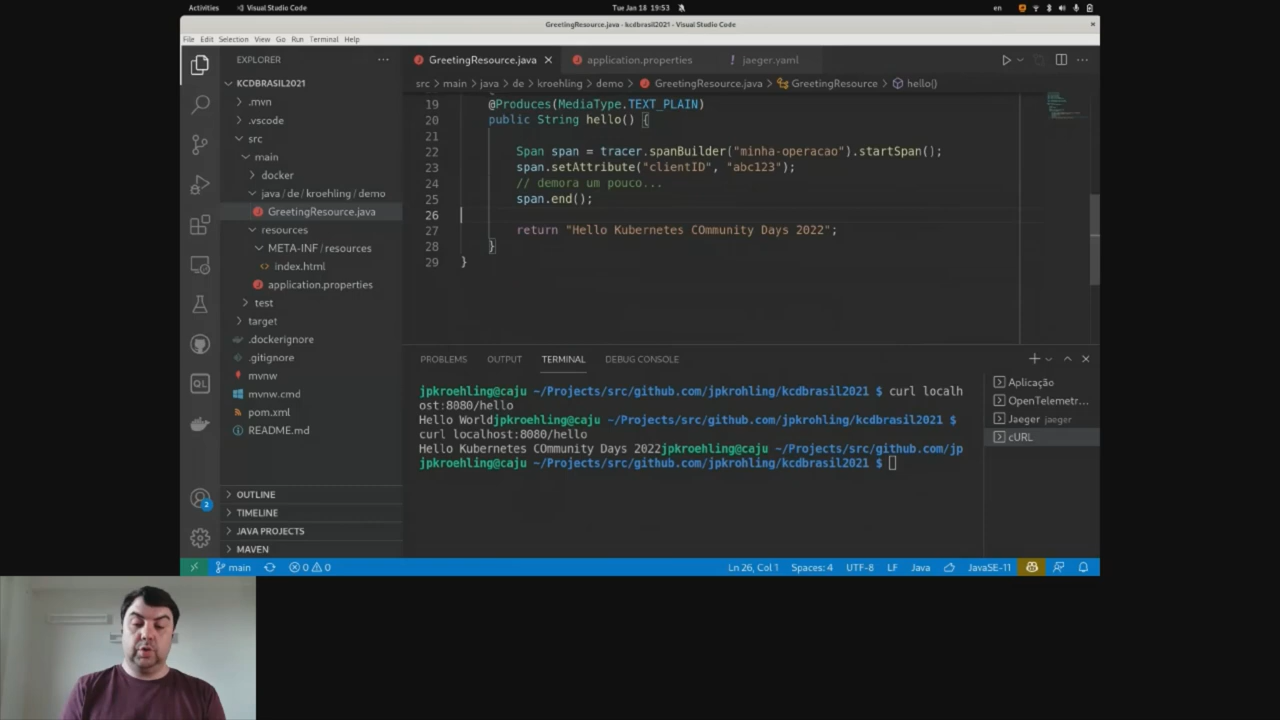 Activities
Visual Studio Code
Tue Jan 18 19:53
en
GreetingResource.java - kcdbrasil2021 - Visual Studio Code
File Edit Selection View Go Run Terminal Help
EXPLORER
KCDBRASIL2021
.mvn
.vscode
src
main
docker
java / de / kroehling / demo
GreetingResource.java
resources
META-INF / resources
index.html
application.properties
test
target
.dockerignore
.gitignore
mvnw
mvnw.cmd
pom.xml
README.md
OUTLINE
TIMELINE
JAVA PROJECTS
MAVEN
QL
2
GreetingResource.java
application.properties
jaeger.yaml
src > main > java > de > kroehling > demo > GreetingResource.java > GreetingResource > hello()
19 @Produces(MediaType.TEXT_PLAIN)
20 public String hello() {
21
22 Span span = tracer.spanBuilder("minha-operacao").startSpan();
23 span.setAttribute("clientID", "abc123");
24 // demora um pouco...
25 span.end();
26
27 return "Hello Kubernetes COmmunity Days 2022";
28 }
29 }
PROBLEMS OUTPUT TERMINAL DEBUG CONSOLE
jpkroehling@caju ~/Projects/src/github.com/jpkrohling/kcdbrasil2021 $ curl localh
ost:8080/hello
Hello Worldjpkroehling@caju ~/Projects/src/github.com/jpkrohling/kcdbrasil2021 $
curl localhost:8080/hello
Hello Kubernetes COmmunity Days 2022jpkroehling@caju ~/Projects/src/github.com/jp
jpkroehling@caju ~/Projects/src/github.com/jpkrohling/kcdbrasil2021 $
Aplicação
OpenTelemetr...
Jaeger jaeger
cURL
main
0 0
Ln 26, Col 1
Spaces: 4
UTF-8
LF
Java
JavaSE-11